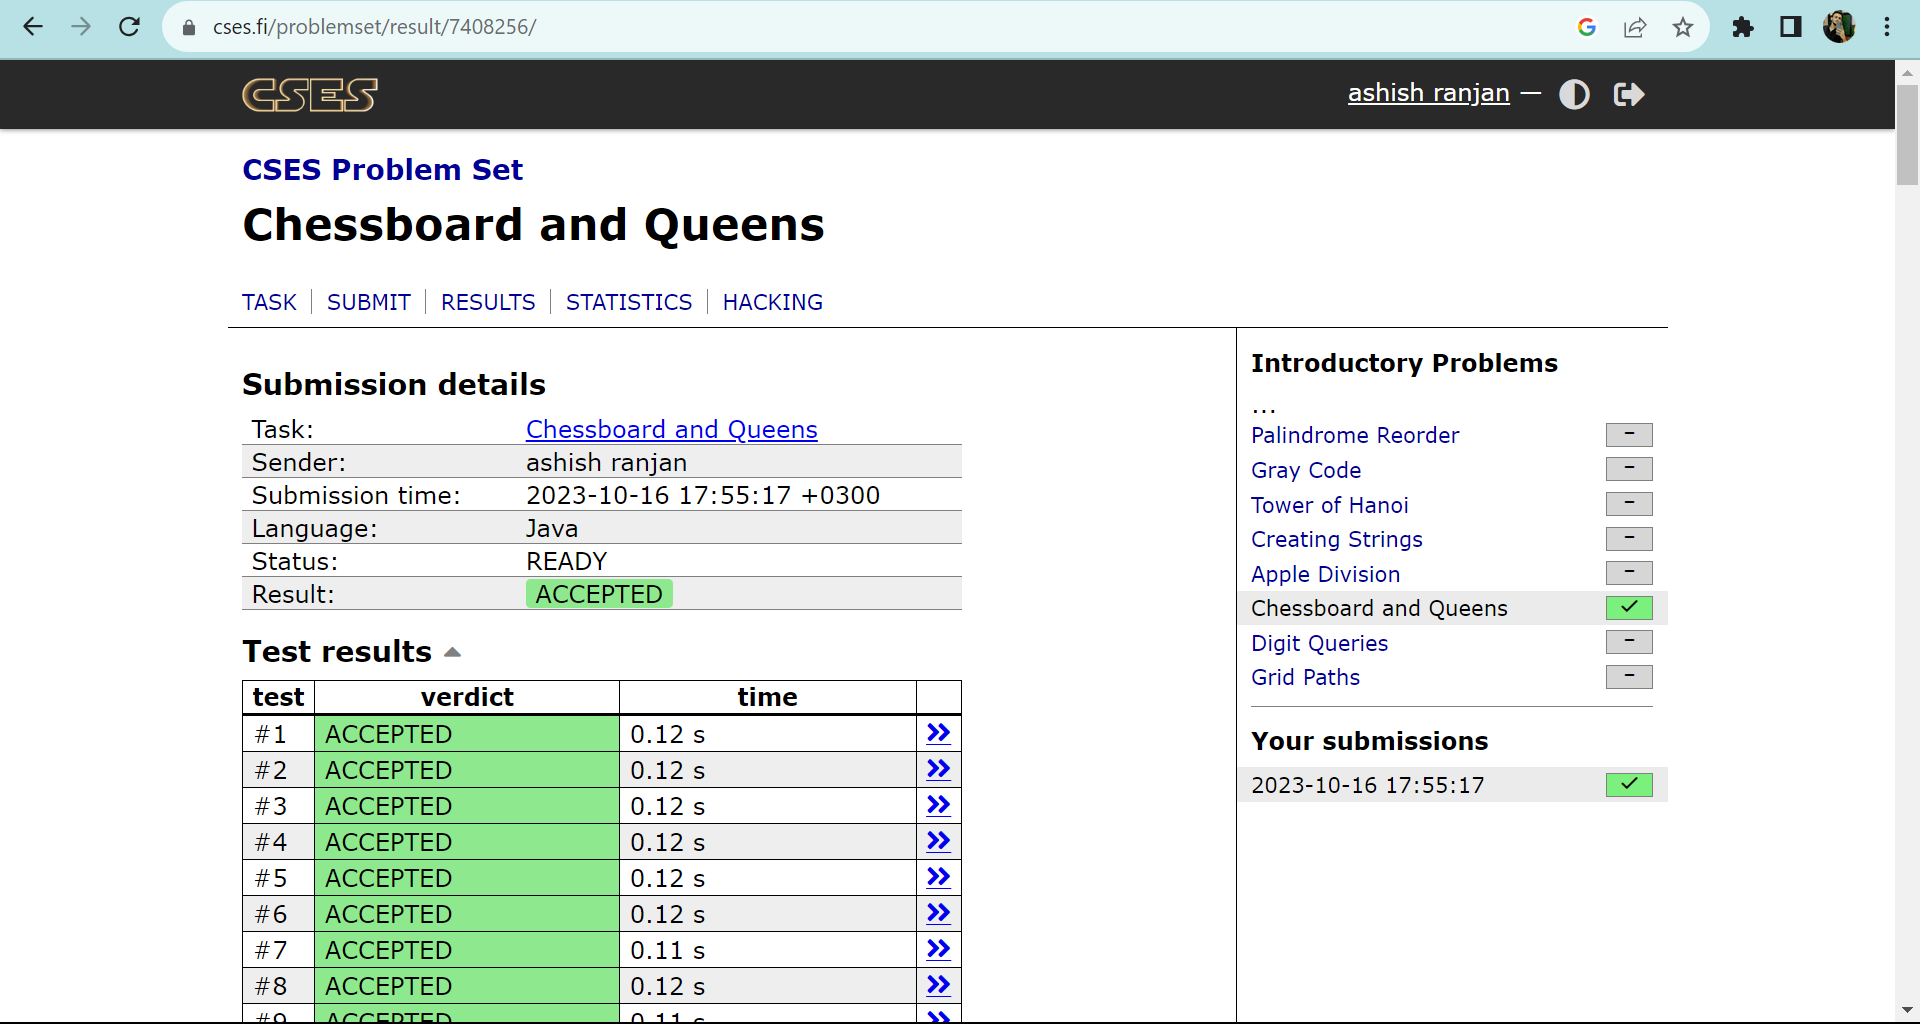 cses.fi/problemset/result/7408256/
CSES
ashish ranjan —
CSES Problem Set
Chessboard and Queens
TASK | SUBMIT | RESULTS | STATISTICS | HACKING
Submission details
Task: Chessboard and Queens
Sender: ashish ranjan
Submission time: 2023-10-16 17:55:17 +0300
Language: Java
Status: READY
Result: ACCEPTED
Test results
test verdict time
#1 ACCEPTED 0.12 s »
#2 ACCEPTED 0.12 s »
#3 ACCEPTED 0.12 s »
#4 ACCEPTED 0.12 s »
#5 ACCEPTED 0.12 s »
#6 ACCEPTED 0.12 s »
#7 ACCEPTED 0.11 s »
#8 ACCEPTED 0.12 s »
#9 ACCEPTED 0.11 s »
Introductory Problems
...
Palindrome Reorder –
Gray Code –
Tower of Hanoi –
Creating Strings –
Apple Division –
Chessboard and Queens ✓
Digit Queries –
Grid Paths –
Your submissions
2023-10-16 17:55:17 ✓